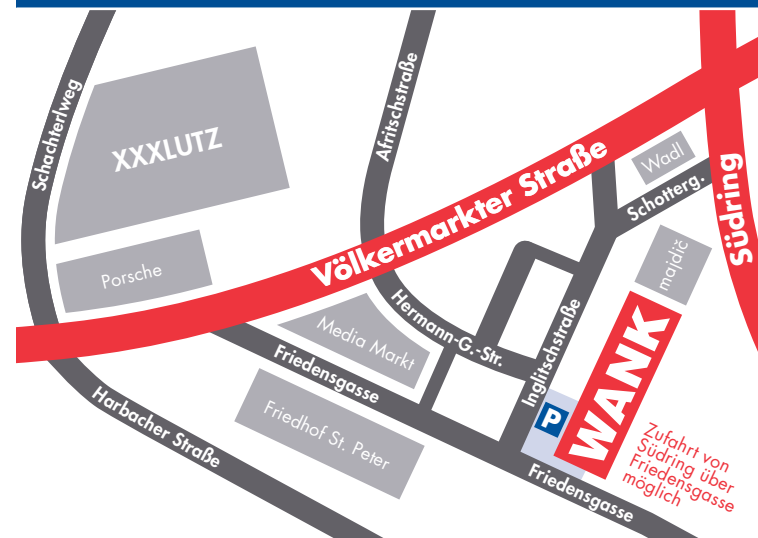 Schachterlweg
XXXLUTZ
Afritschstraße
Völkermarkter Straße
Wadl
Schotterg.
Südring
Porsche
majdič
Media Markt
Hermann-G.-Str.
Inglitschstraße
WANK
Friedensgasse
Harbacher Straße
Friedhof St. Peter
P
Zufahrt von
Südring über
Friedensgasse
möglich
Friedensgasse